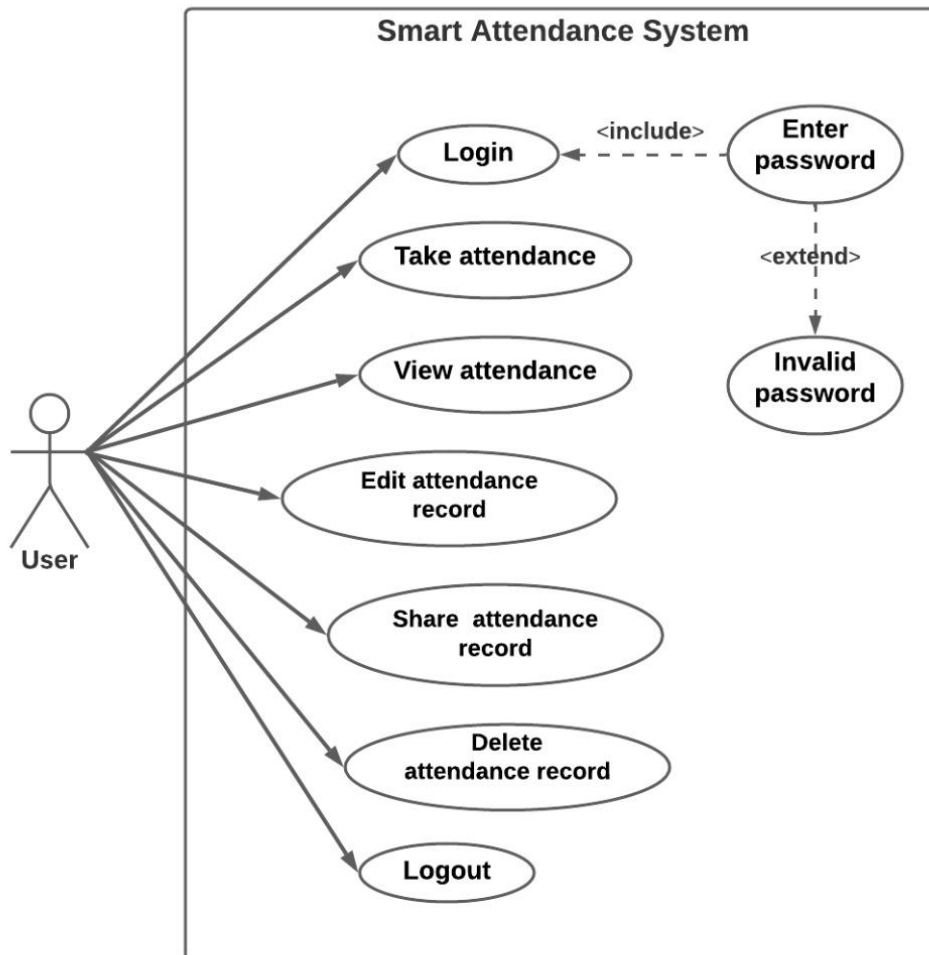 Smart Attendance System
Login
<include>
Enter
password
Take attendance
<extend>
View attendance
Invalid
password
Edit attendance
record
User
Share  attendance
record
Delete
attendance record
Logout